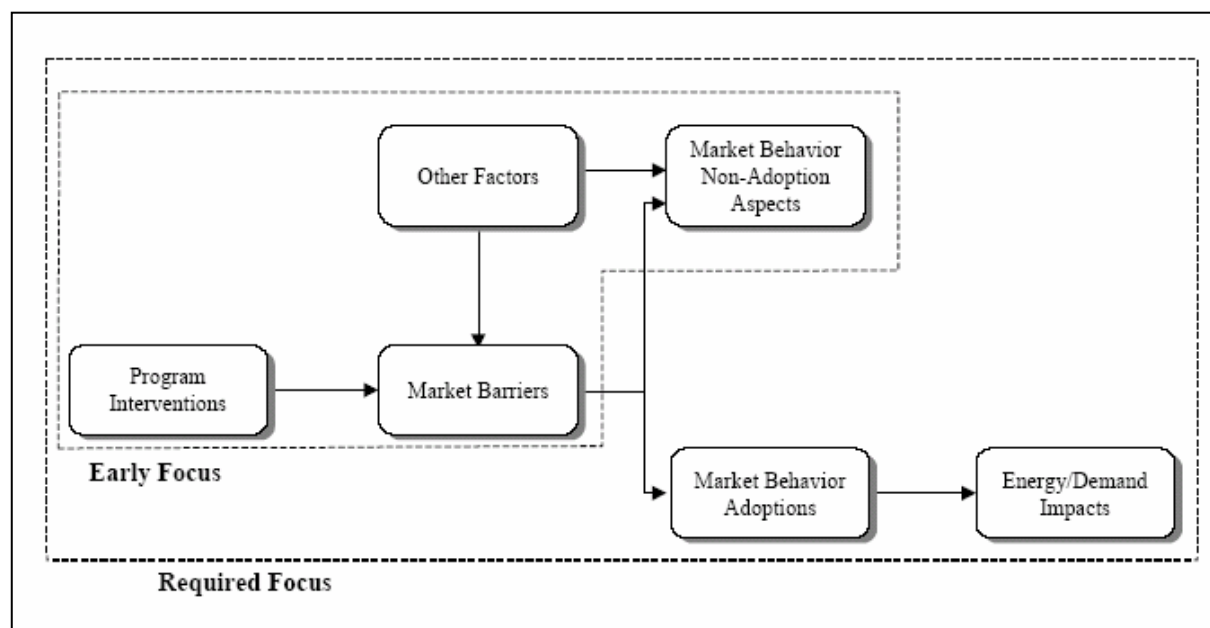 Other Factors
Market Behavior
Non-Adoption
Aspects
Program
Interventions
Market Barriers
Early Focus
Market Behavior
Adoptions
Energy/Demand
Impacts
Required Focus